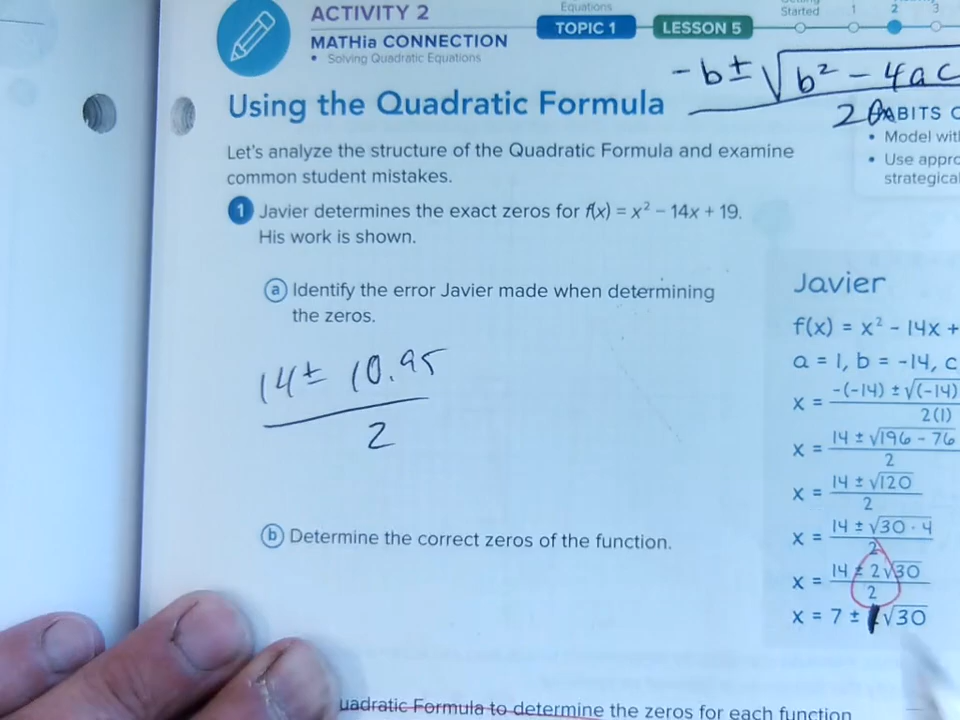 Equations
Started 1 2 3
ACTIVITY 2
TOPIC 1 LESSON 5
MATHia CONNECTION
• Solving Quadratic Equations
-b ± √b² - 4ac
2a
Using the Quadratic Formula
• Model
• Use
Let's analyze the structure of the Quadratic Formula and examine
common student mistakes.
1 Javier determines the exact zeros for f(x) = x² – 14x + 19.
His work is shown.
a Identify the error Javier made when determining
the zeros.
14 ± 10.95
2
b Determine the correct zeros of the function.
Javier
f(x) = x² - 14x +
a = 1, b = -14, c
x = -(-14) ± √(-14)
2(1)
x = 14 ± √196 - 76
2
x = 14 ± √120
2
x = 14 ± √30 · 4
2
x = 14 ± 2√30
2
x = 7 ± √30
uadratic Formula to determine the zeros for each function